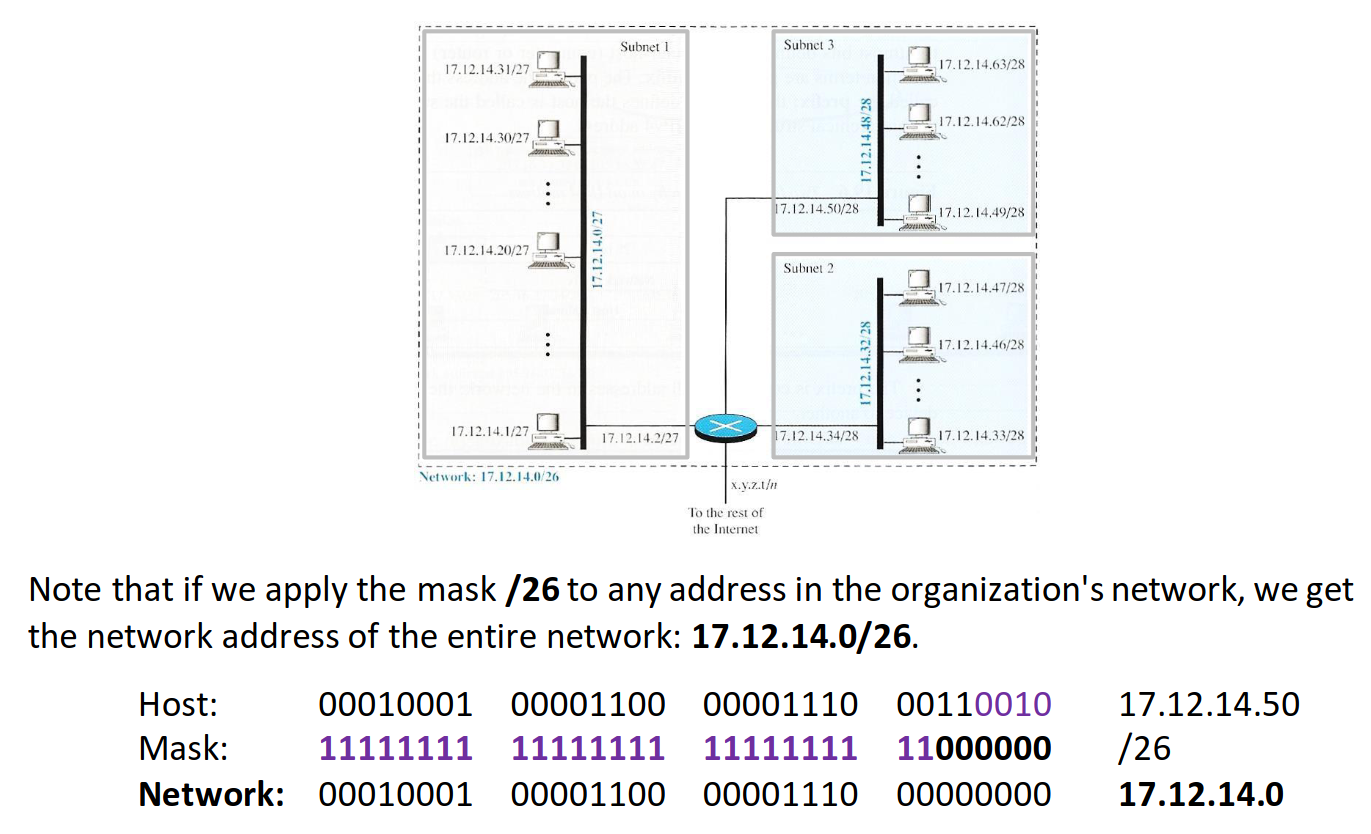 Subnet 1
17.12.14.31/27
17.12.14.30/27
17.12.14.20/27
17.12.14.1/27
17.12.14.0/27
17.12.14.2/27
Subnet 3
17.12.14.63/28
17.12.14.62/28
17.12.14.49/28
17.12.14.48/28
17.12.14.50/28
Subnet 2
17.12.14.47/28
17.12.14.46/28
17.12.14.33/28
17.12.14.32/28
17.12.14.34/28
Network: 17.12.14.0/26
x.y.z.t/n
To the rest of
the Internet
Note that if we apply the mask /26 to any address in the organization's network, we get
the network address of the entire network: 17.12.14.0/26.
Host: 00010001 00001100 00001110 00110010 17.12.14.50
Mask: 11111111 11111111 11111111 11000000 /26
Network: 00010001 00001100 00001110 00000000 17.12.14.0